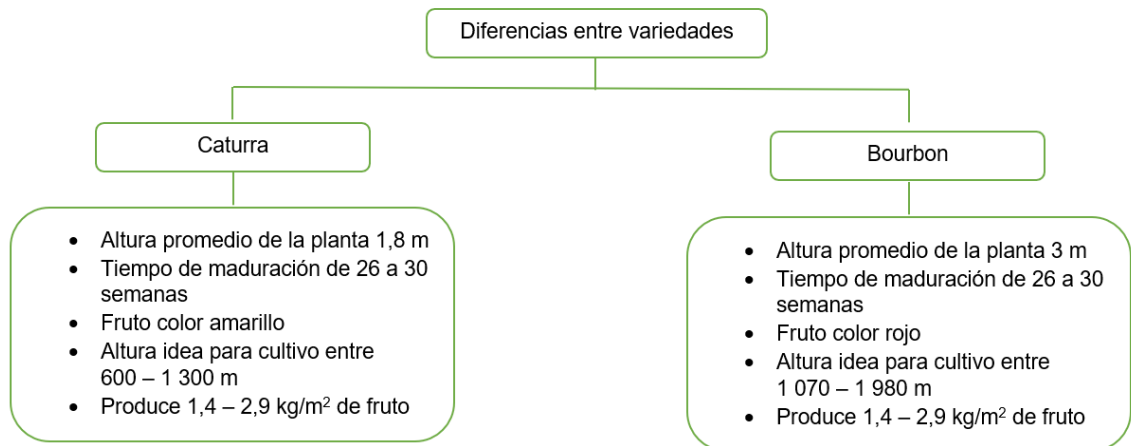 Diferencias entre variedades
Caturra
• Altura promedio de la planta 1,8 m
• Tiempo de maduración de 26 a 30
semanas
• Fruto color amarillo
• Altura idea para cultivo entre
600 – 1 300 m
• Produce 1,4 – 2,9 kg/m² de fruto
Bourbon
• Altura promedio de la planta 3 m
• Tiempo de maduración de 26 a 30
semanas
• Fruto color rojo
• Altura idea para cultivo entre
1 070 – 1 980 m
• Produce 1,4 – 2,9 kg/m² de fruto